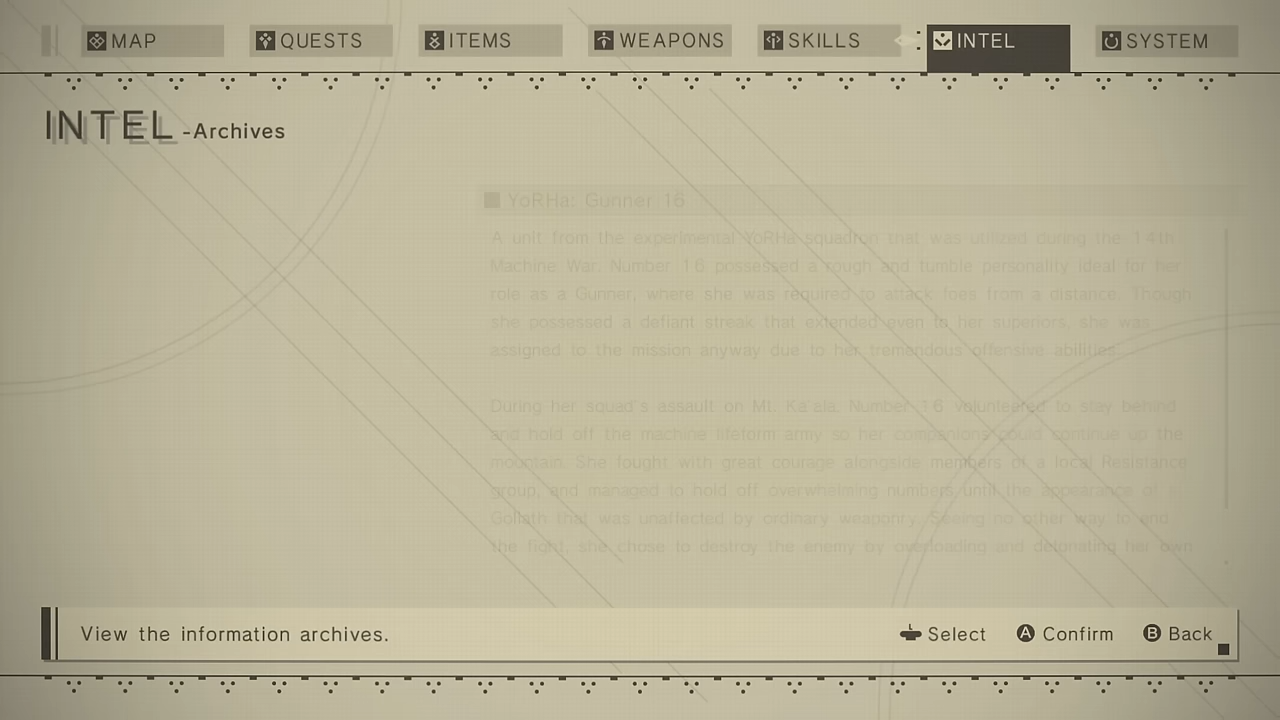 MAP QUESTS ITEMS WEAPONS SKILLS INTEL SYSTEM
INTEL -Archives
YoRHa: Gunner 16
A unit from the experimental YoRHa squadron that was utilized during the 14th
Machine War. Number 16 possessed a rough and tumble personality ideal for her
role as a Gunner, where she was required to attack foes from a distance. Though
she possessed a defiant streak that extended even to her superiors, she was
assigned to the mission anyway due to her tremendous offensive abilities.
During her squad's assault on Mt. Ka'ala, Number 16 volunteered to stay behind
and hold off the machine lifeform army so her companions could continue up the
mountain. She fought with great courage alongside members of a local Resistance
group, and managed to hold off overwhelming numbers until the appearance of a
Goliath that was unaffected by ordinary weaponry. Seeing no other way to end
the fight, she chose to destroy the enemy by overloading and detonating her own
View the information archives.
Select A Confirm B Back